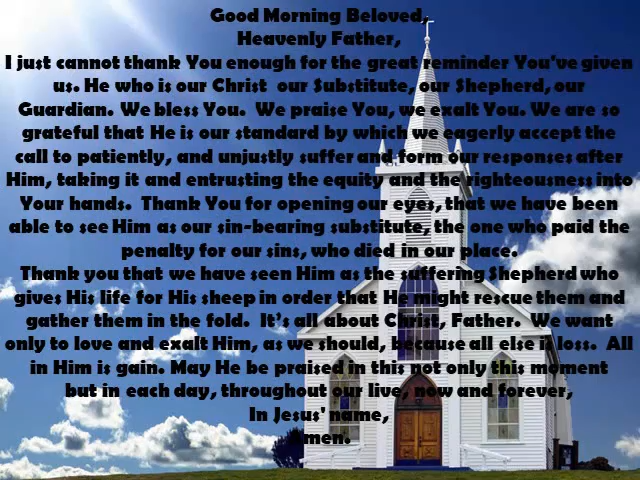 Good Morning Beloved,
Heavenly Father,
I just cannot thank You enough for the great reminder You've given
us. He who is our Christ our Substitute, our Shepherd, our
Guardian. We bless You. We praise You, we exalt You. We are so
grateful that He is our standard by which we eagerly accept the
call to patiently, and unjustly suffer and form our responses after
Him, taking it and entrusting the equity and the righteousness into
Your hands. Thank You for opening our eyes, that we have been
able to see Him as our sin-bearing substitute, the one who paid the
penalty for our sins, who died in our place.
Thank you that we have seen Him as the suffering Shepherd who
gives His life for His sheep in order that He might rescue them and
gather them in the fold. It's all about Christ, Father. We want
only to love and exalt Him, as we should, because all else is loss. All
in Him is gain. May He be praised in this not only this moment
but in each day, throughout our live, now and forever,
In Jesus' name,
Amen.